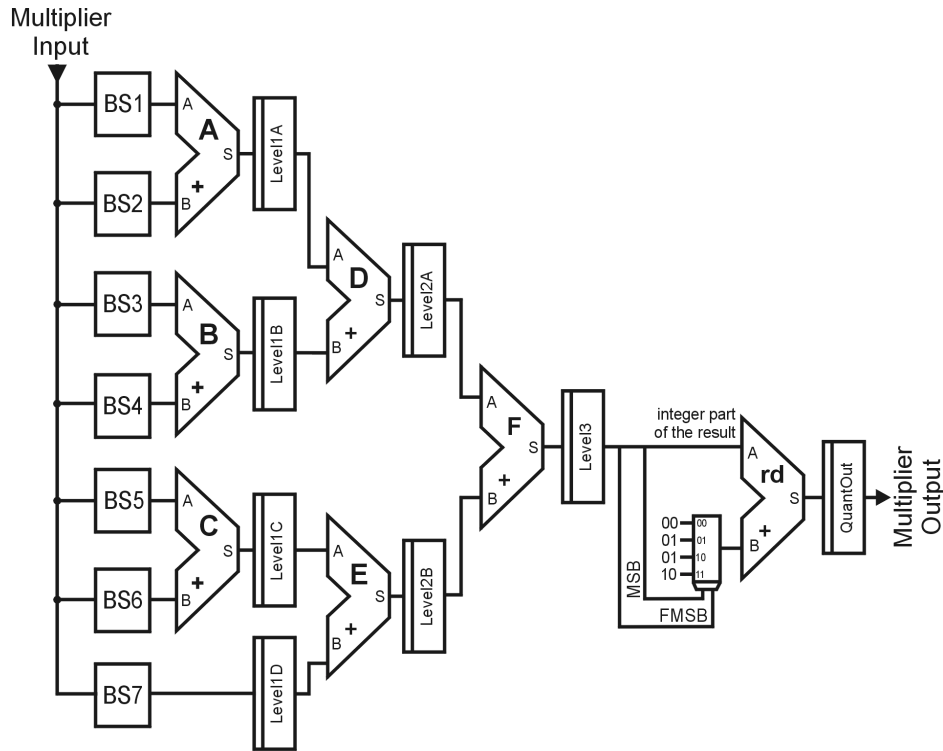 Multiplier
Input
BS1
A
A
S
+
B
BS2
Level1A
BS3
A
B
S
+
B
BS4
Level1B
A
D
S
+
B
Level2A
BS5
A
C
S
+
B
BS6
Level1C
BS7
Level1D
A
E
S
+
B
Level2B
A
F
S
+
B
Level3
integer part
of the result
A
rd
S
+
B
00
01
01
10
00
01
10
11
MSB
FMSB
QuantOut
Multiplier
Output